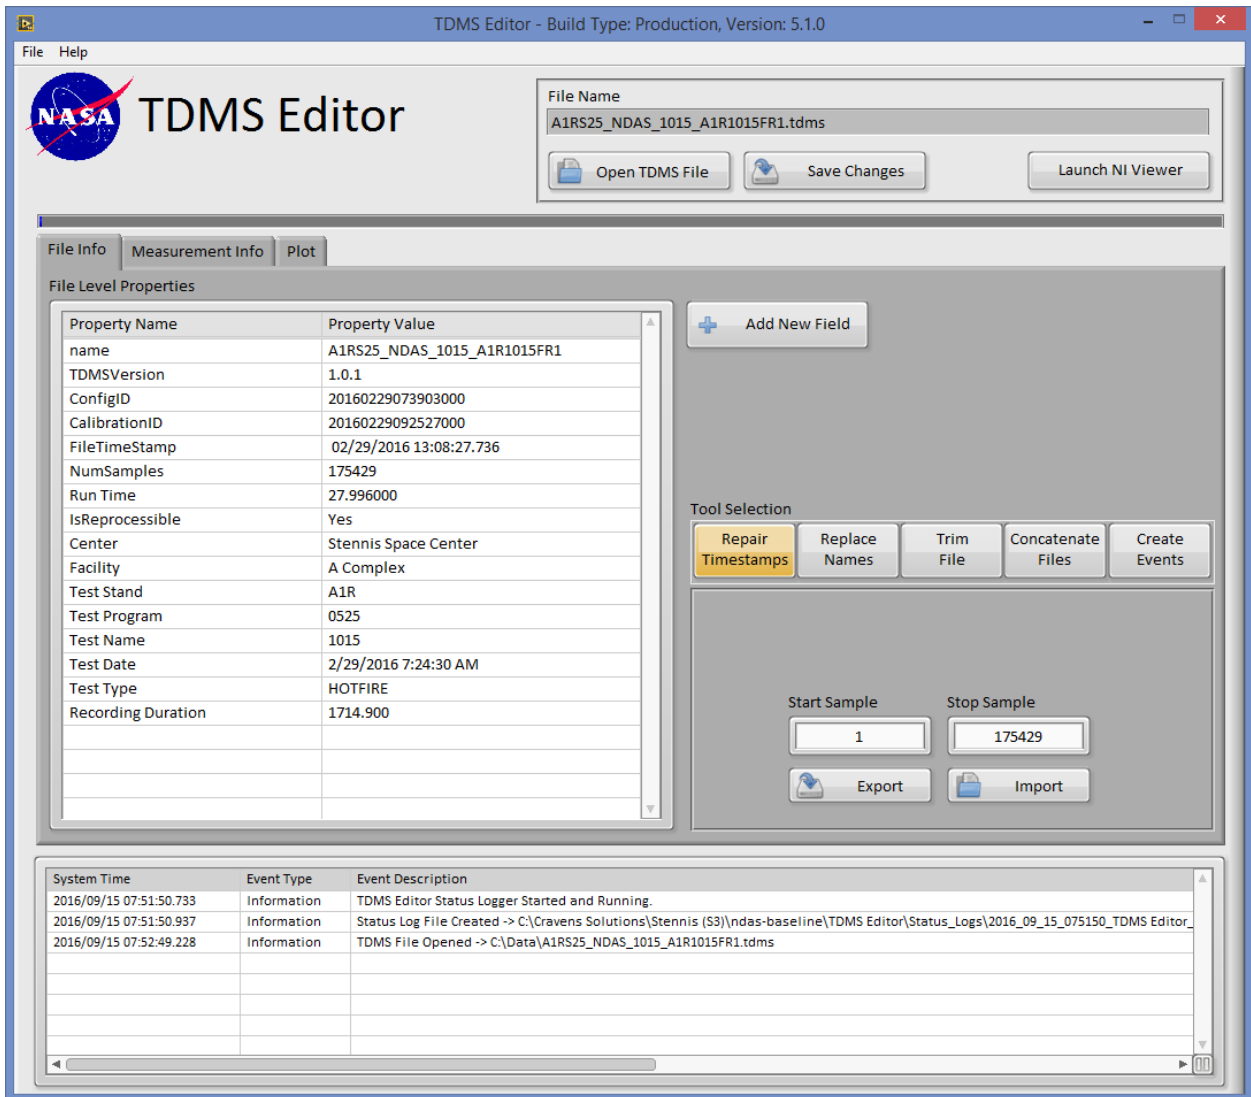 TDMS Editor - Build Type: Production, Version: 5.1.0
File Help
NASA
TDMS Editor
File Name
A1RS25_NDAS_1015_A1R1015FR1.tdms
Open TDMS File Save Changes Launch NI Viewer
File Info Measurement Info Plot
File Level Properties
Property Name Property Value
name A1RS25_NDAS_1015_A1R1015FR1
TDMSVersion 1.0.1
ConfigID 20160229073903000
CalibrationID 20160229092527000
FileTimeStamp 02/29/2016 13:08:27.736
NumSamples 175429
Run Time 27.996000
IsReprocessible Yes
Center Stennis Space Center
Facility A Complex
Test Stand A1R
Test Program 0525
Test Name 1015
Test Date 2/29/2016 7:24:30 AM
Test Type HOTFIRE
Recording Duration 1714.900
Add New Field
Tool Selection
Repair Timestamps
Replace Names
Trim File
Concatenate Files
Create Events
Start Sample Stop Sample
1 175429
Export Import
System Time Event Type Event Description
2016/09/15 07:51:50.733 Information TDMS Editor Status Logger Started and Running.
2016/09/15 07:51:50.937 Information Status Log File Created -> C:\Cravens Solutions\Stennis (S3)\ndas-baseline\TDMS Editor\Status_Logs\2016_09_15_075150_TDMS Editor_
2016/09/15 07:52:49.228 Information TDMS File Opened -> C:\Data\A1RS25_NDAS_1015_A1R1015FR1.tdms